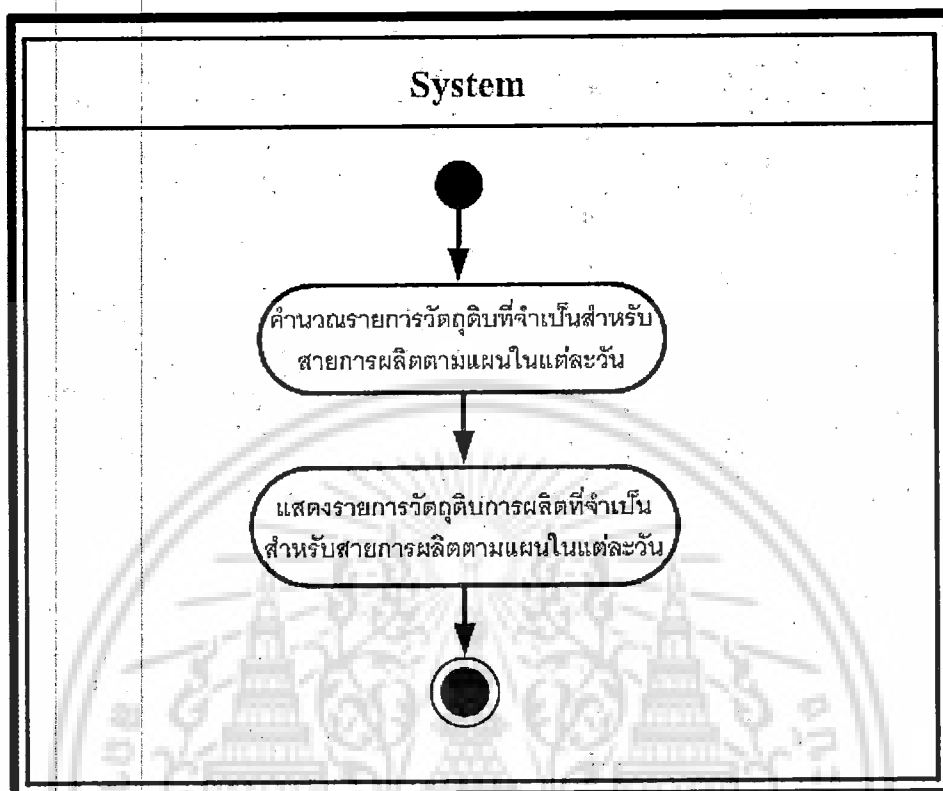 System
คำนวณรายการวัตถุดิบที่จำเป็นสำหรับ
สายการผลิตตามแผนในแต่ละวัน
แสดงรายการวัตถุดิบการผลิตที่จำเป็น
สำหรับสายการผลิตตามแผนในแต่ละวัน